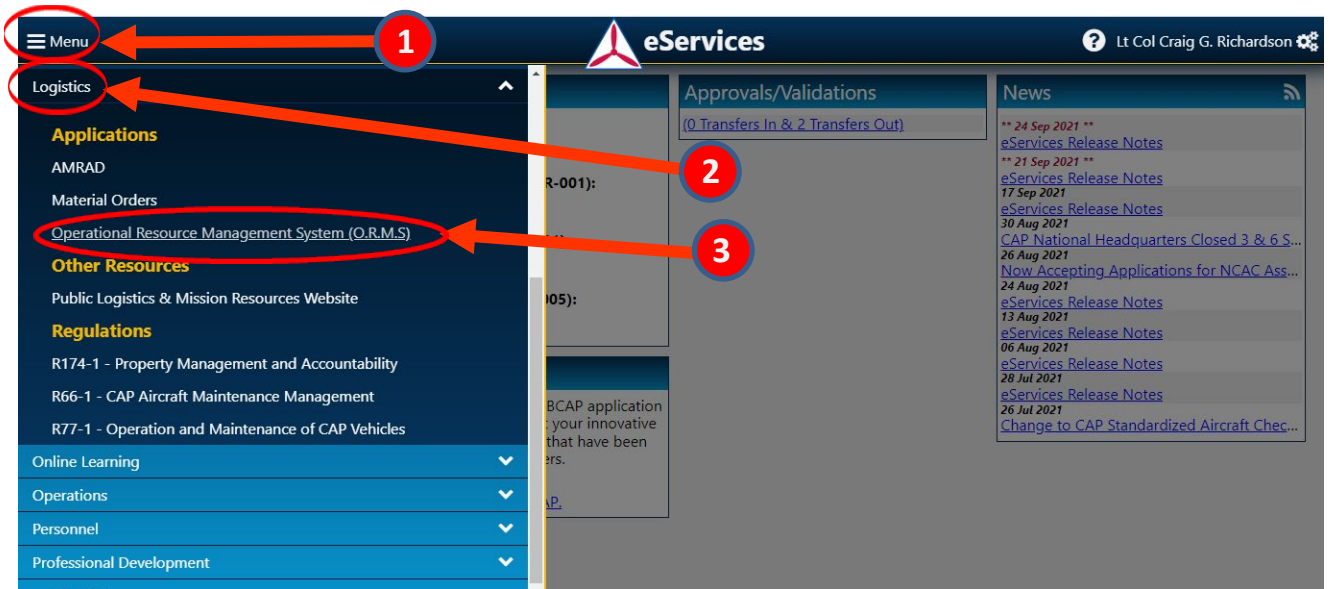 Menu
1
eServices
Lt Col Craig G. Richardson
Logistics
Applications
AMRAD
Material Orders
Operational Resource Management System (O.R.M.S)
Other Resources
Public Logistics & Mission Resources Website
Regulations
R174-1 - Property Management and Accountability
R66-1 - CAP Aircraft Maintenance Management
R77-1 - Operation and Maintenance of CAP Vehicles
Online Learning
Operations
Personnel
Professional Development
2
3
R-001):
005):
BCAP application
your innovative
that have been
ers.
AP.
Approvals/Validations
(0 Transfers In & 2 Transfers Out)
News
** 24 Sep 2021 **
eServices Release Notes
** 21 Sep 2021 **
eServices Release Notes
17 Sep 2021
eServices Release Notes
30 Aug 2021
CAP National Headquarters Closed 3 & 6 S...
26 Aug 2021
Now Accepting Applications for NCAC Ass...
24 Aug 2021
eServices Release Notes
13 Aug 2021
eServices Release Notes
06 Aug 2021
eServices Release Notes
28 Jul 2021
eServices Release Notes
26 Jul 2021
Change to CAP Standardized Aircraft Chec...